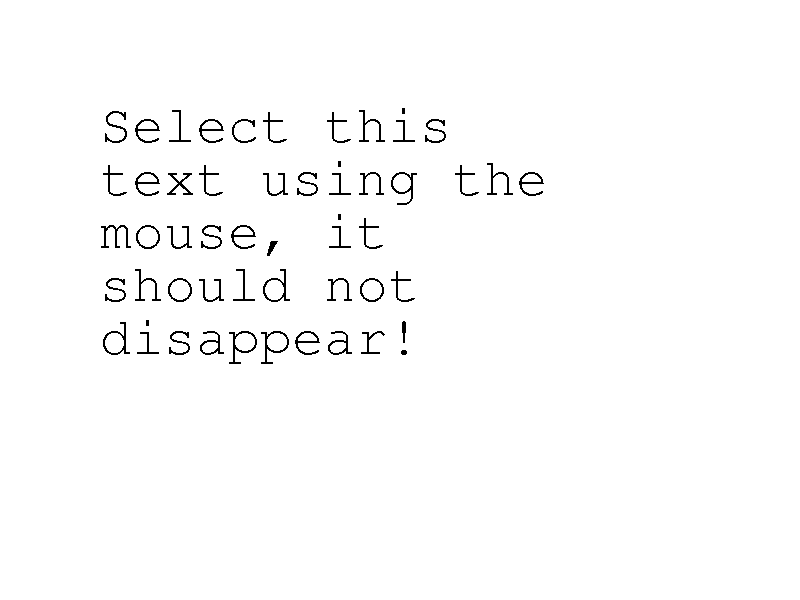 Select this
text using the
mouse, it
should not
disappear!